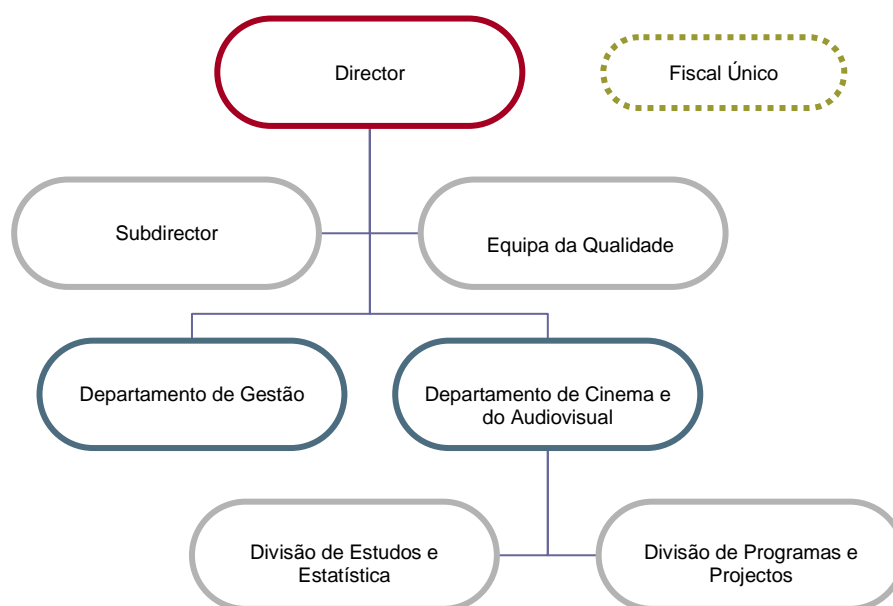 Director
Fiscal Único
Subdirector
Equipa da Qualidade
Departamento de Gestão
Departamento de Cinema e
do Audiovisual
Divisão de Estudos e
Estatística
Divisão de Programas e
Projectos